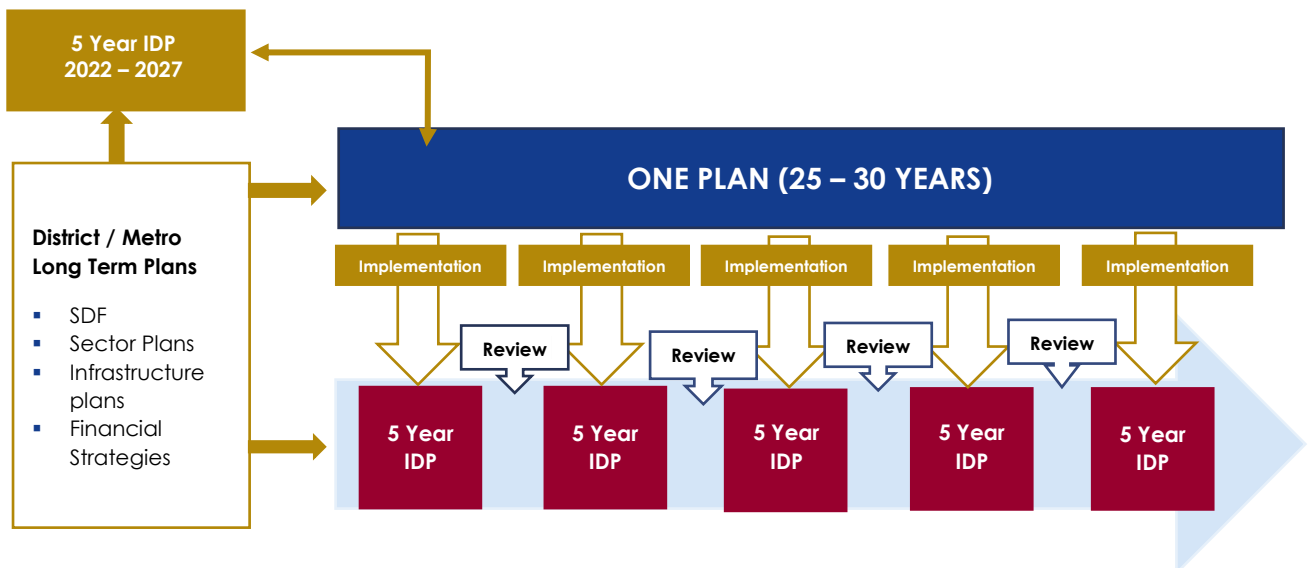 5 Year IDP
2022 – 2027
ONE PLAN (25 – 30 YEARS)
District / Metro
Long Term Plans
▪ SDF
▪ Sector Plans
▪ Infrastructure
plans
▪ Financial
Strategies
Implementation
Implementation
Implementation
Implementation
Implementation
Review
Review
Review
Review
5 Year
IDP
5 Year
IDP
5 Year
IDP
5 Year
IDP
5 Year
IDP